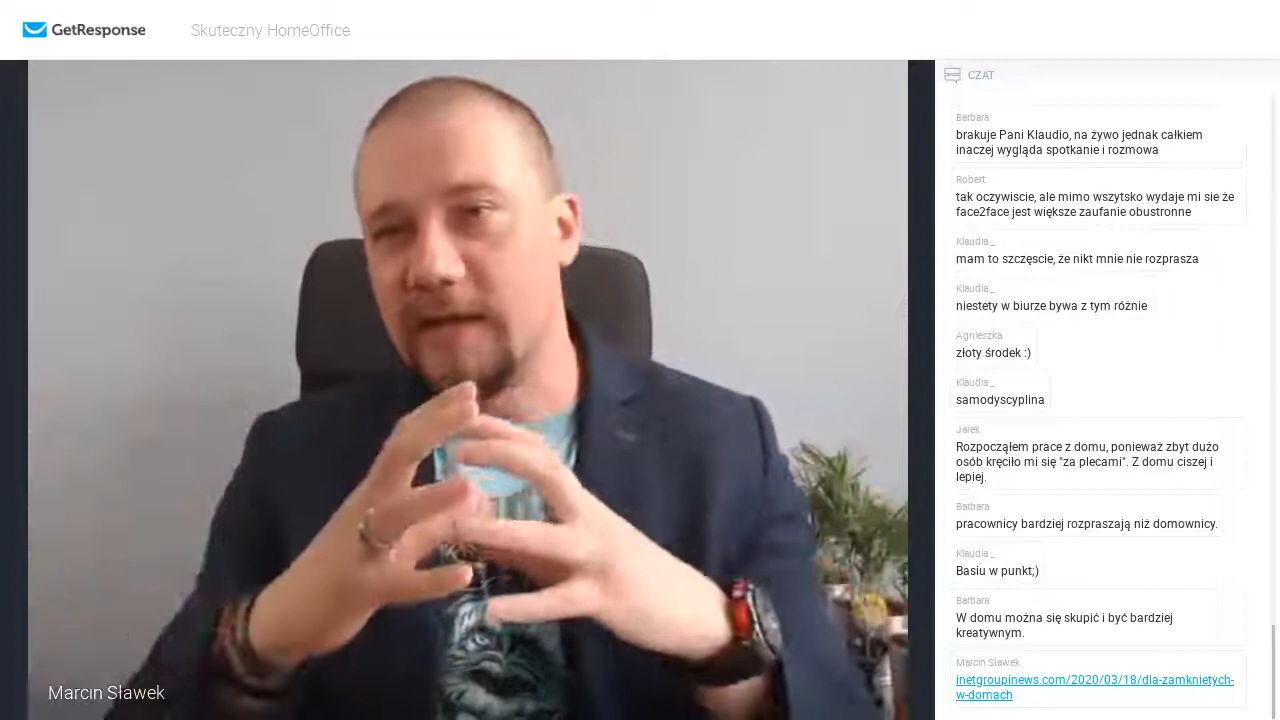 GetResponse
Skuteczny HomeOffice
CZAT
Barbara
brakuje Pani Klaudio, na żywo jednak całkiem
inaczej wygląda spotkanie i rozmowa
Robert
tak oczywiscie, ale mimo wszytsko wydaje mi sie że
face2face jest większe zaufanie obustronne
Klaudia_
mam to szczęscie, że nikt mnie nie rozprasza
Klaudia_
niestety w biurze bywa z tym różnie
Agnieszka
złoty środek :)
Klaudia_
samodyscyplina
Jarek
Rozpocząłem prace z domu, ponieważ zbyt dużo
osób kręciło mi się "za plecami". Z domu ciszej i
lepiej.
Barbara
pracownicy bardziej rozpraszają niż domownicy.
Klaudia_
Basiu w punkt;)
Barbara
W domu można się skupić i być bardziej
kreatywnym.
Marcin Sławek
inetgroupinews.com/2020/03/18/dla-zamknietych-
w-domach
Marcin Sławek